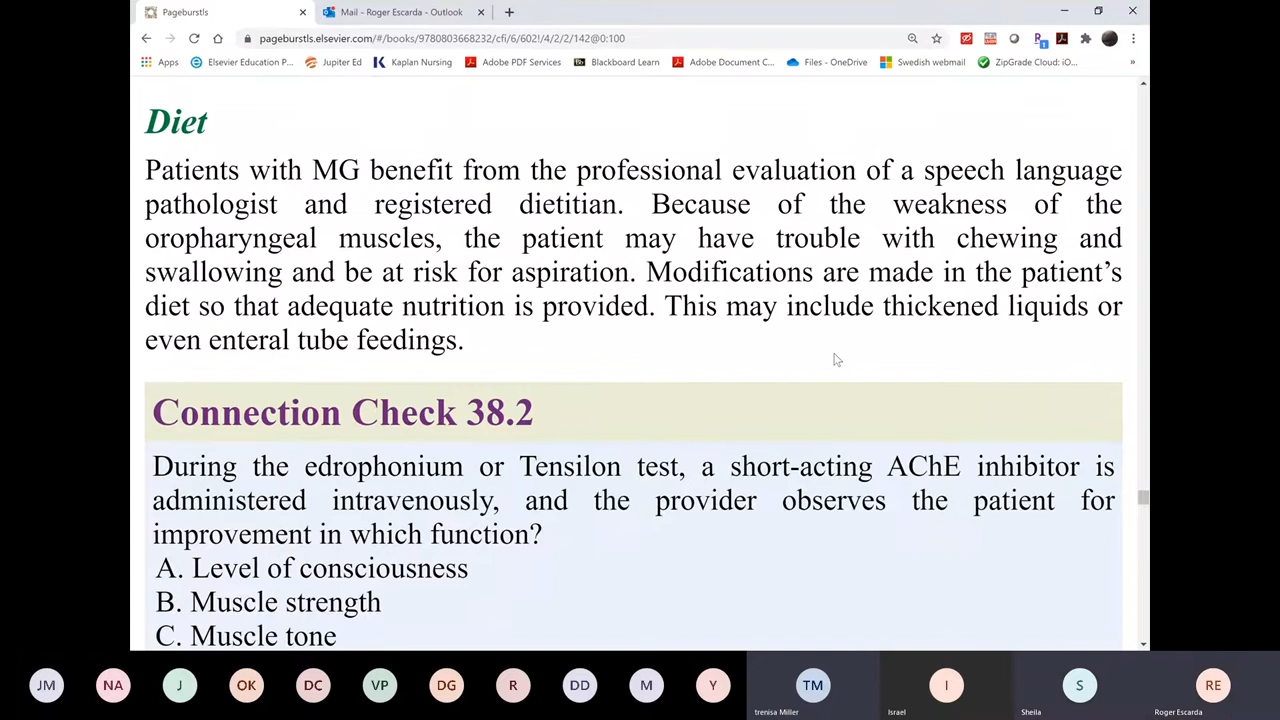 Pageburstls
Mail - Roger Escarda - Outlook
pageburstls.elsevier.com/#/books/9780803668232/cfi/6/602!/4/2/2/142@0:100
Apps
Elsevier Education P...
Jupiter Ed
Kaplan Nursing
Adobe PDF Services
Bb
Blackboard Learn
Adobe Document C...
Files - OneDrive
Swedish webmail
ZipGrade Cloud: iO...
Diet
Patients with MG benefit from the professional evaluation of a speech language
pathologist and registered dietitian. Because of the weakness of the
oropharyngeal muscles, the patient may have trouble with chewing and
swallowing and be at risk for aspiration. Modifications are made in the patient's
diet so that adequate nutrition is provided. This may include thickened liquids or
even enteral tube feedings.
Connection Check 38.2
During the edrophonium or Tensilon test, a short-acting AChE inhibitor is
administered intravenously, and the provider observes the patient for
improvement in which function?
A. Level of consciousness
B. Muscle strength
C. Muscle tone
JM NA J OK DC VP DG R DD M Y TM I S RE
trenisa Miller Israel Sheila Roger Escarda